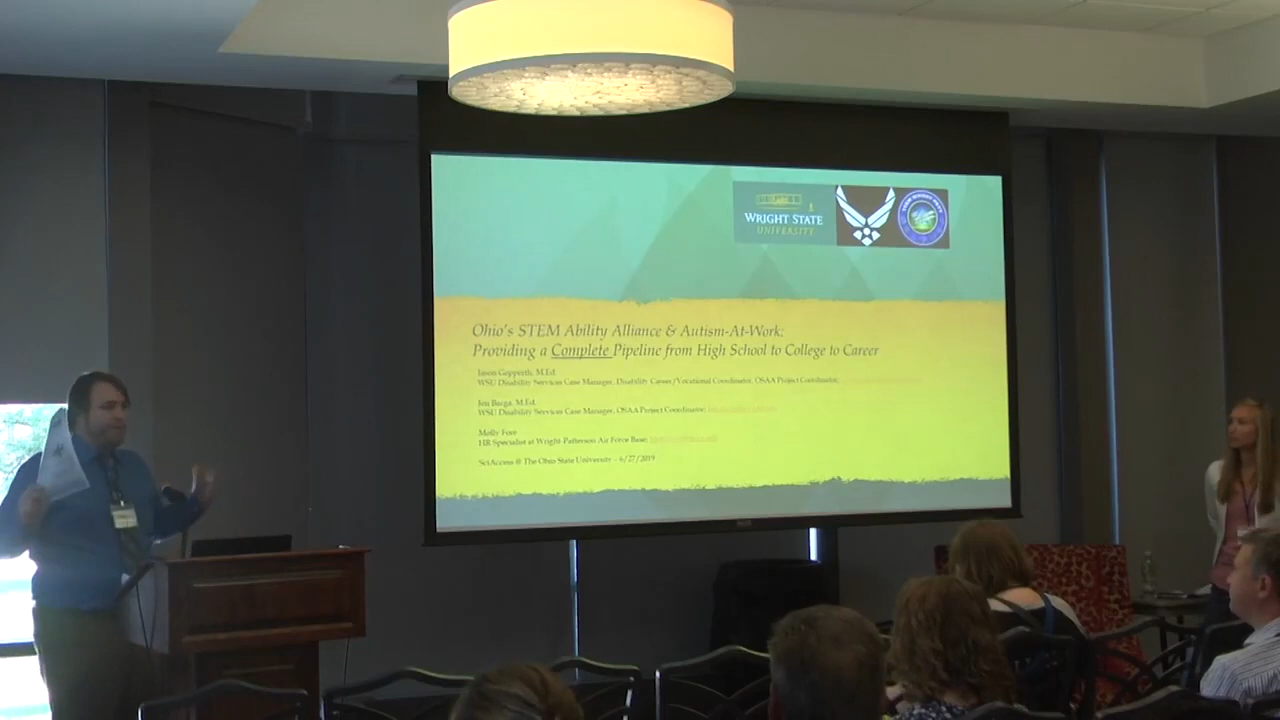 WRIGHT STATE
UNIVERSITY
Ohio's STEM Ability Alliance & Autism-At-Work:
Providing a Complete Pipeline from High School to College to Career
Jason Gepperth, M.Ed.
WSU Disability Services Case Manager, Disability Career/Vocational Coordinator, OSAA Project Coordinator,
Jen Barga, M.Ed.
WSU Disability Services Case Manager, OSAA Project Coordinator;
Molly
HR Specialist at Wright-Patterson Air Force Base;
SciAccess @ The Ohio State University – 6/27/2019